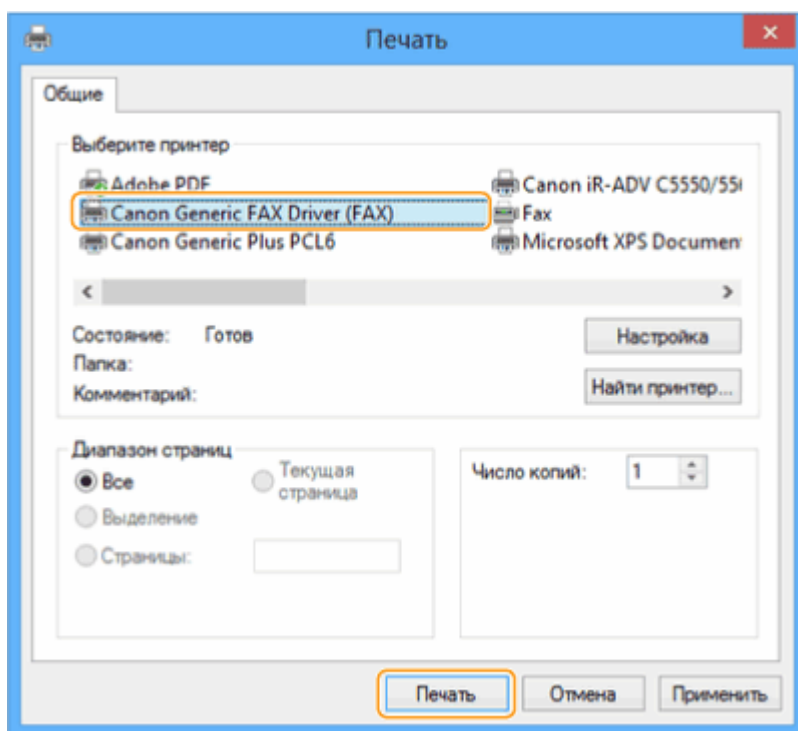 Печать
Общие
Выберите принтер
Adobe PDF
Canon iR-ADV C5550/55
Canon Generic FAX Driver (FAX)
Fax
Canon Generic Plus PCL6
Microsoft XPS Documen
Состояние: Готов
Настройка
Папка:
Найти принтер...
Комментарий:
Диапазон страниц
Все
Текущая страница
Число копий: 1
Выделение
Страницы:
Печать Отмена Применить